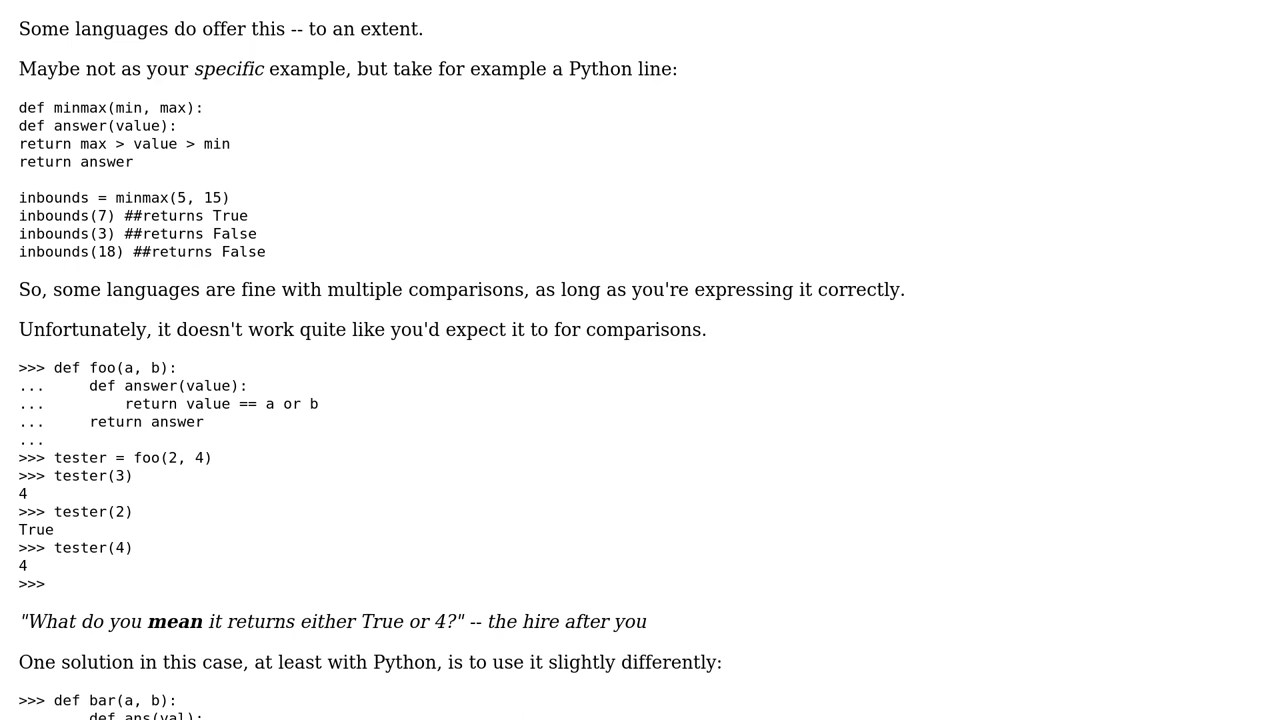 Some languages do offer this -- to an extent.
Maybe not as your specific example, but take for example a Python line:
def minmax(min, max):
def answer(value):
return max > value > min
return answer

inbounds = minmax(5, 15)
inbounds(7) ##returns True
inbounds(3) ##returns False
inbounds(18) ##returns False
So, some languages are fine with multiple comparisons, as long as you're expressing it correctly.
Unfortunately, it doesn't work quite like you'd expect it to for comparisons.
>>> def foo(a, b):
...     def answer(value):
...         return value == a or b
...     return answer
...
>>> tester = foo(2, 4)
>>> tester(3)
4
>>> tester(2)
True
>>> tester(4)
4
>>>
"What do you mean it returns either True or 4?" -- the hire after you
One solution in this case, at least with Python, is to use it slightly differently:
>>> def bar(a, b):
        def ans(val):